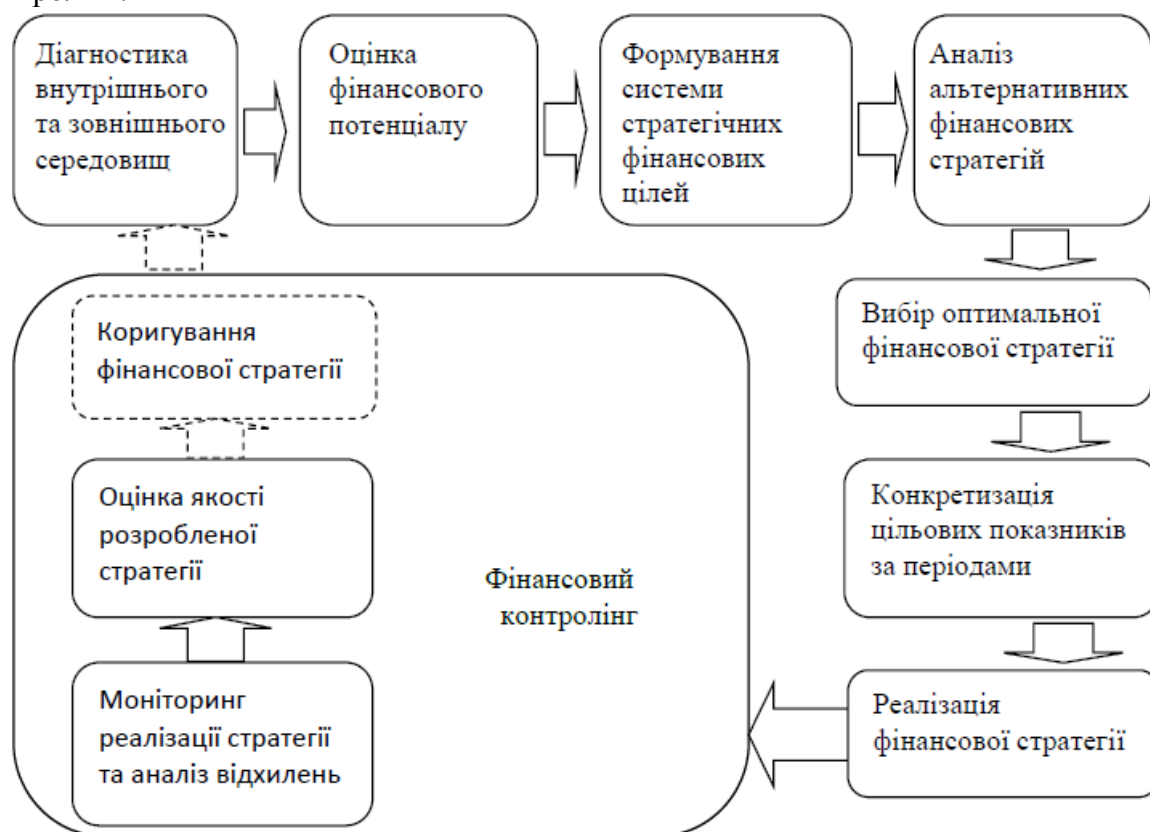 Діагностика
внутрішнього
та зовнішнього
середовищ
Оцінка
фінансового
потенціалу
Формування
системи
стратегічних
фінансових
цілей
Аналіз
альтернативних
фінансових
стратегій
Вибір оптимальної
фінансової стратегії
Конкретизація
цільових показників
за періодами
Реалізація
фінансової стратегії
Фінансовий
контролінг
Коригування
фінансової стратегії
Оцінка якості
розробленої
стратегії
Моніторинг
реалізації стратегії
та аналіз відхилень